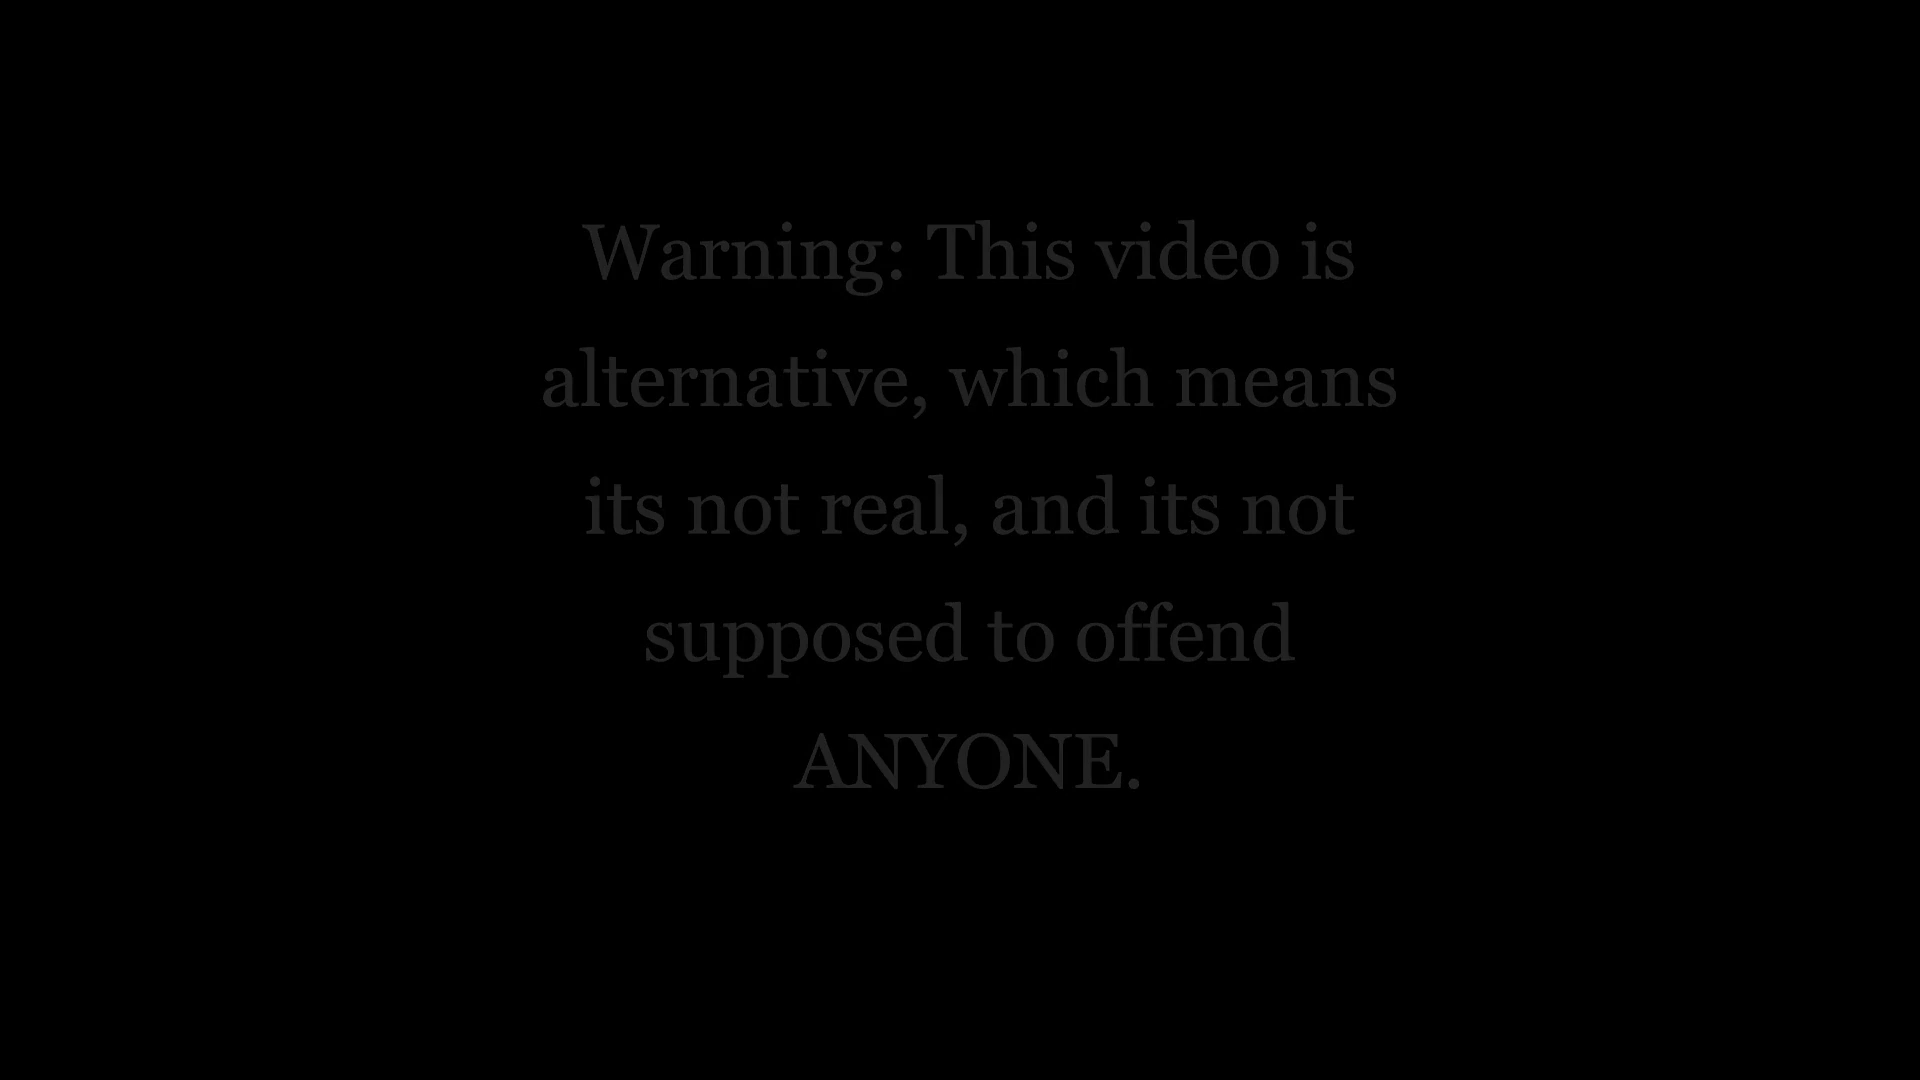 Warning: This video is
alternative, which means
its not real, and its not
supposed to offend
ANYONE.